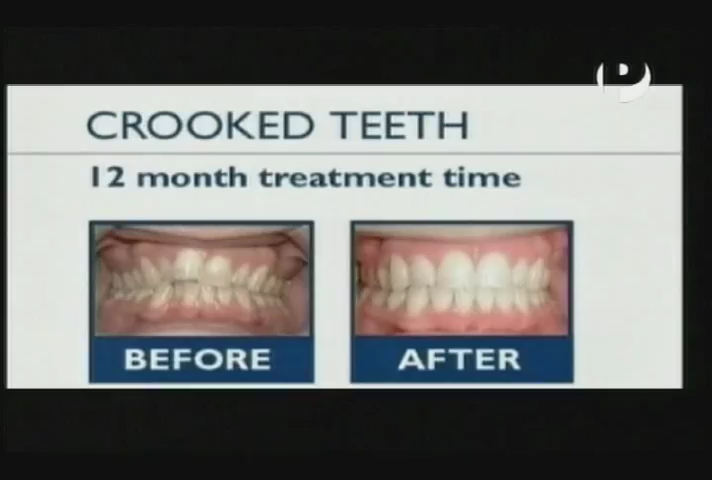 P
CROOKED TEETH
12 month treatment time
BEFORE
AFTER